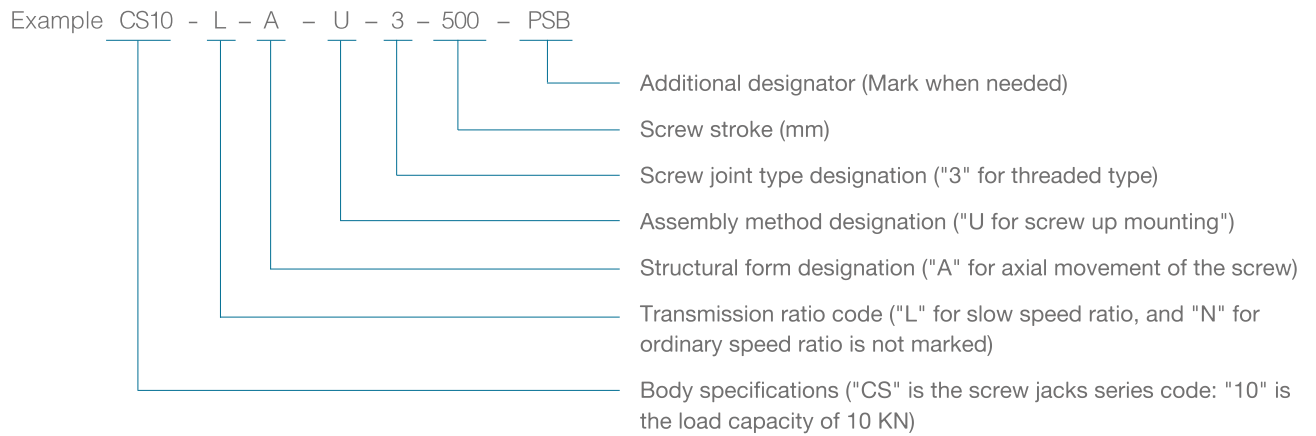 Example CS10 - L - A - U - 3 - 500 - PSB
Additional designator (Mark when needed)
Screw stroke (mm)
Screw joint type designation ("3" for threaded type)
Assembly method designation ("U for screw up mounting")
Structural form designation ("A" for axial movement of the screw)
Transmission ratio code ("L" for slow speed ratio, and "N" for
ordinary speed ratio is not marked)
Body specifications ("CS" is the screw jacks series code: "10" is
the load capacity of 10 KN)